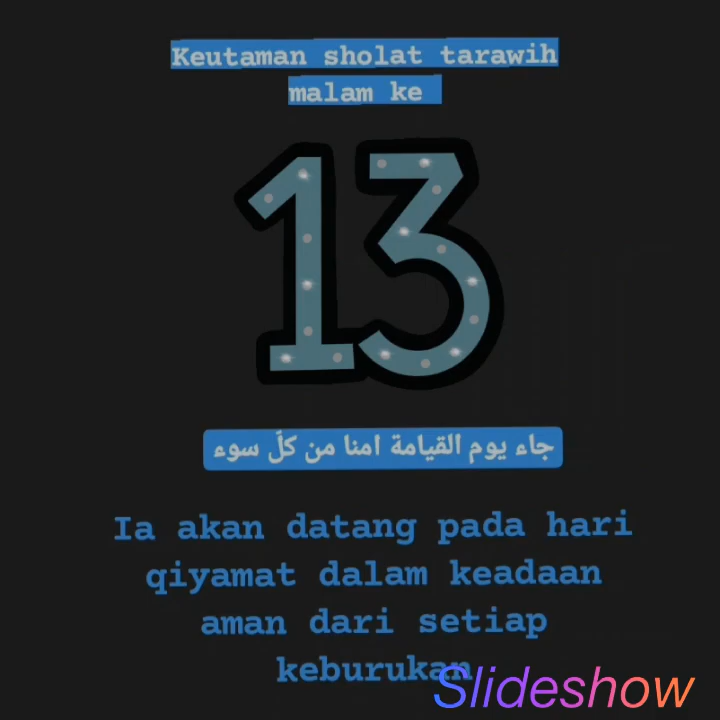 Keutaman sholat tarawih
malam ke
13
جاء يوم القيامة امنا من كلّ سوء
Ia akan datang pada hari
qiyamat dalam keadaan
aman dari setiap
keburukan
Slideshow